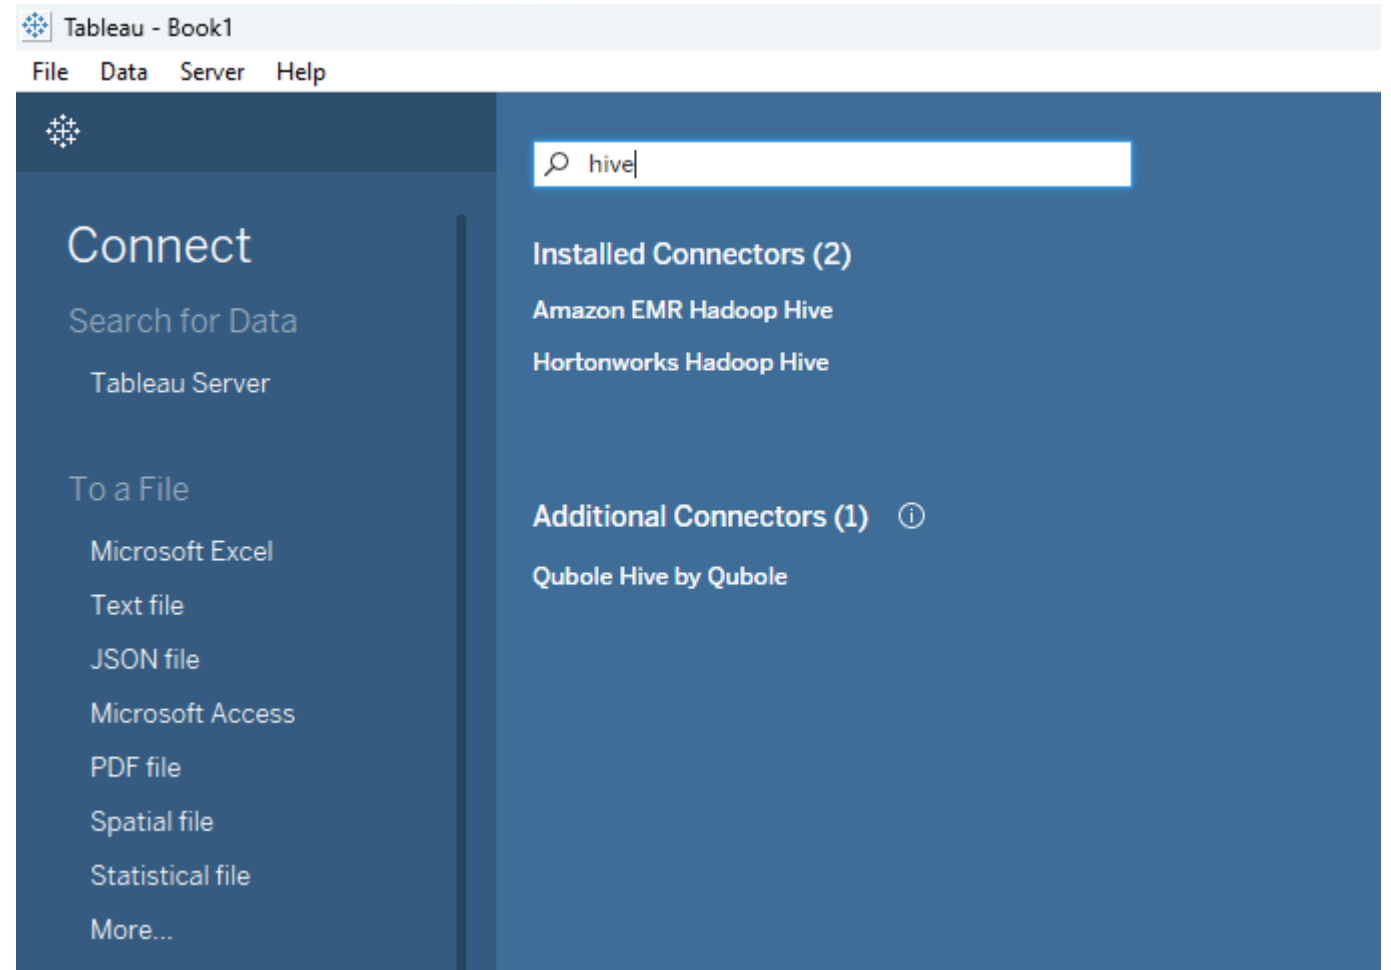 Tableau - Book1
File Data Server Help
hive
Connect
Search for Data
Tableau Server
To a File
Microsoft Excel
Text file
JSON file
Microsoft Access
PDF file
Spatial file
Statistical file
More...
Installed Connectors (2)
Amazon EMR Hadoop Hive
Hortonworks Hadoop Hive
Additional Connectors (1)
Qubole Hive by Qubole